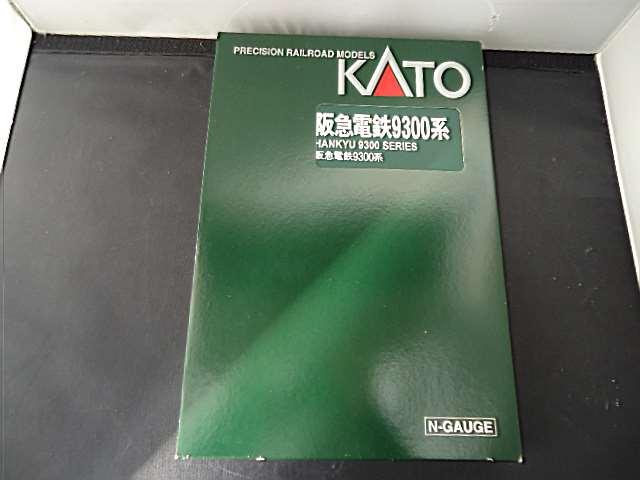 PRECISION RAILROAD MODELS
KATO
阪急電鉄9300系
HANKYU 9300 SERIES
阪急電鉄9300系
N-GAUGE